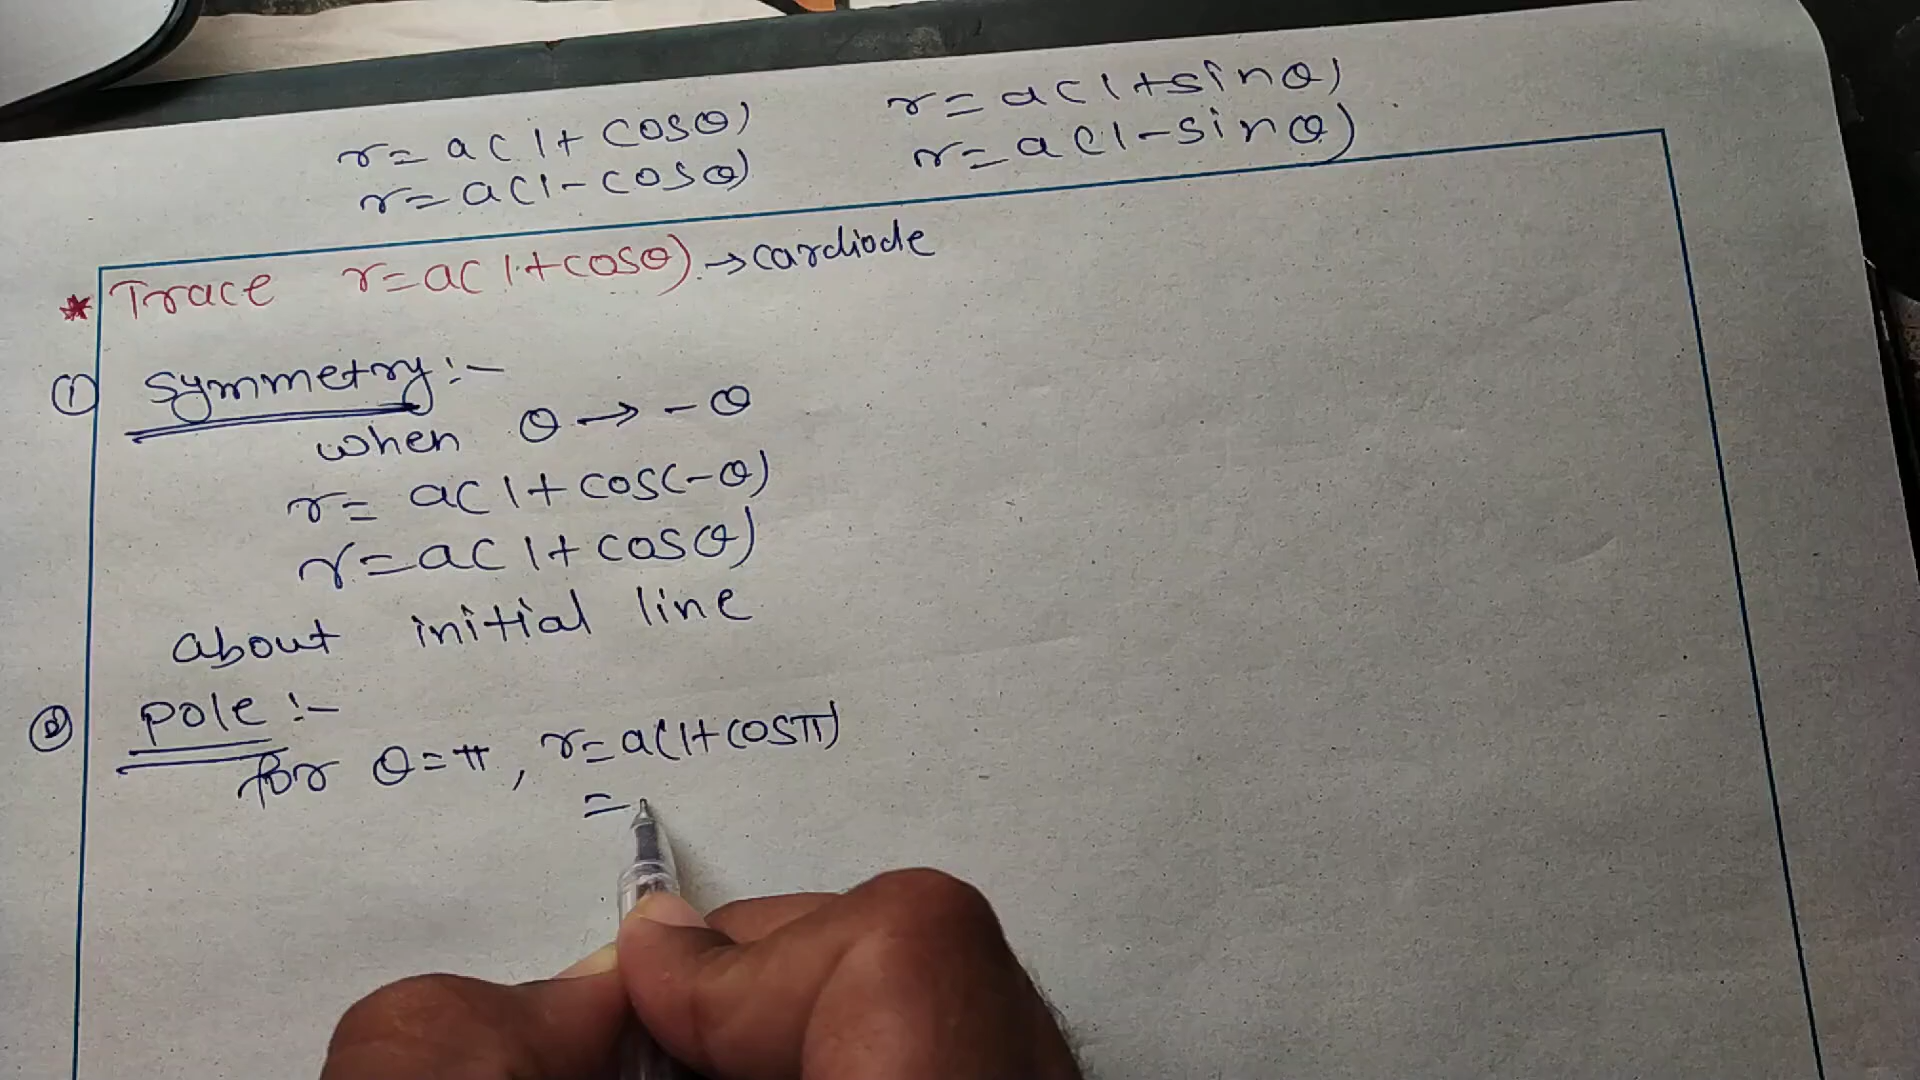 r = a(1+cosθ)
r = a(1-cosθ)
r = a(1+sinθ)
r = a(1-sinθ)
* Trace r=a(1+cosθ). → cardiode
① Symmetry :-
when θ → -θ
r = a(1+cos(-θ)
r = a(1+cosθ)
about initial line
② pole :-
for θ=π, r=a(1+cosπ)
=